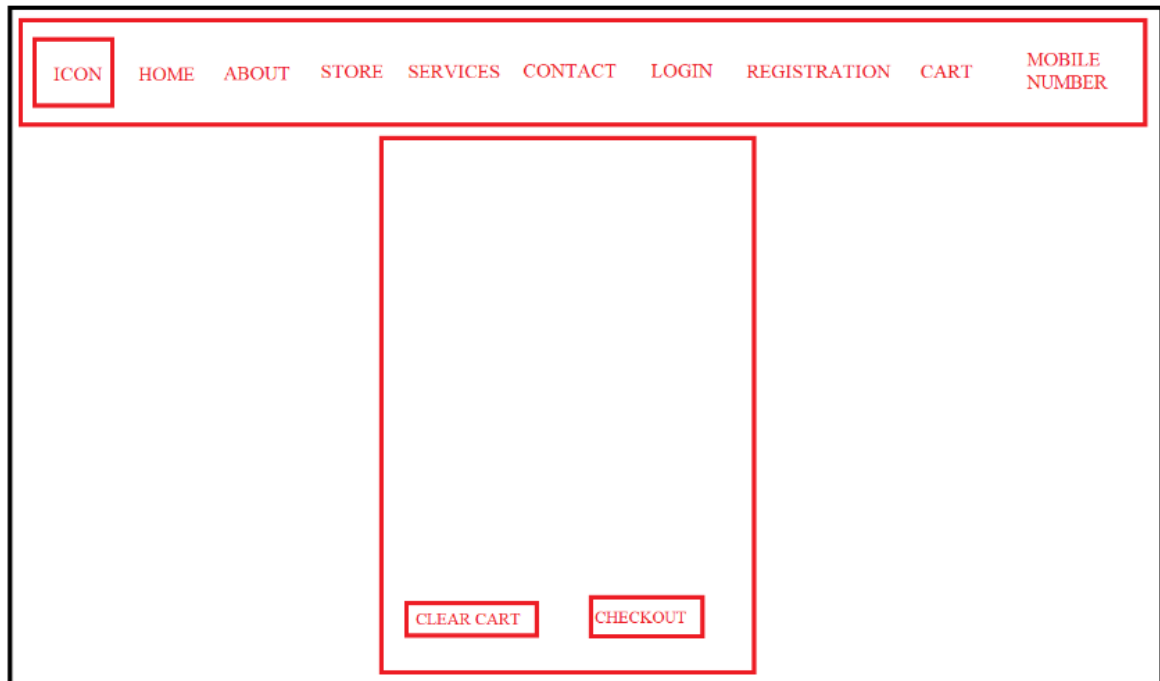 ICON HOME ABOUT STORE SERVICES CONTACT LOGIN REGISTRATION CART MOBILE
NUMBER
CLEAR CART CHECKOUT